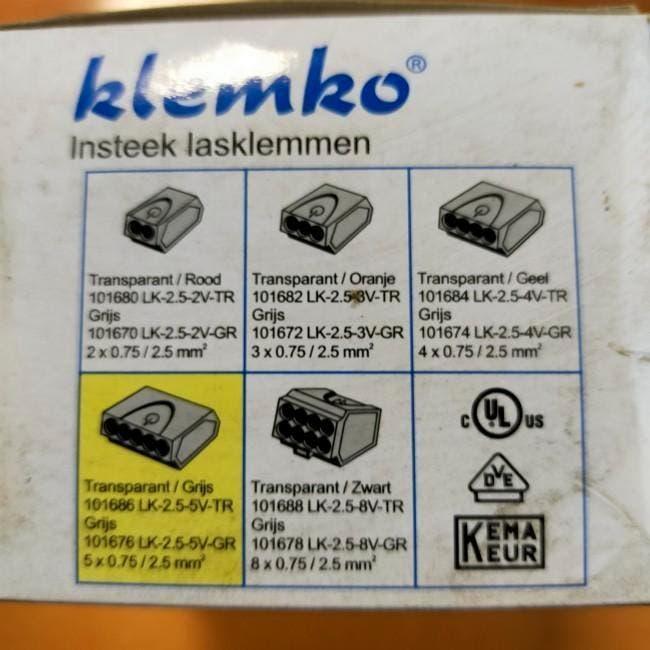 klemko®
Insteek lasklemmen
Transparant / Rood
101680 LK-2.5-2V-TR
Grijs
101670 LK-2.5-2V-GR
2 x 0.75 / 2.5 mm²
Transparant / Oranje
101682 LK-2.5-3V-TR
Grijs
101672 LK-2.5-3V-GR
3 x 0.75 / 2.5 mm²
Transparant / Geel
101684 LK-2.5-4V-TR
Grijs
101674 LK-2.5-4V-GR
4 x 0.75 / 2.5 mm²
Transparant / Grijs
101686 LK-2.5-5V-TR
Grijs
101676 LK-2.5-5V-GR
5 x 0.75 / 2.5 mm²
Transparant / Zwart
101688 LK-2.5-8V-TR
Grijs
101678 LK-2.5-8V-GR
8 x 0.75 / 2.5 mm²
C UL US
DVE
KEMA
KEUR